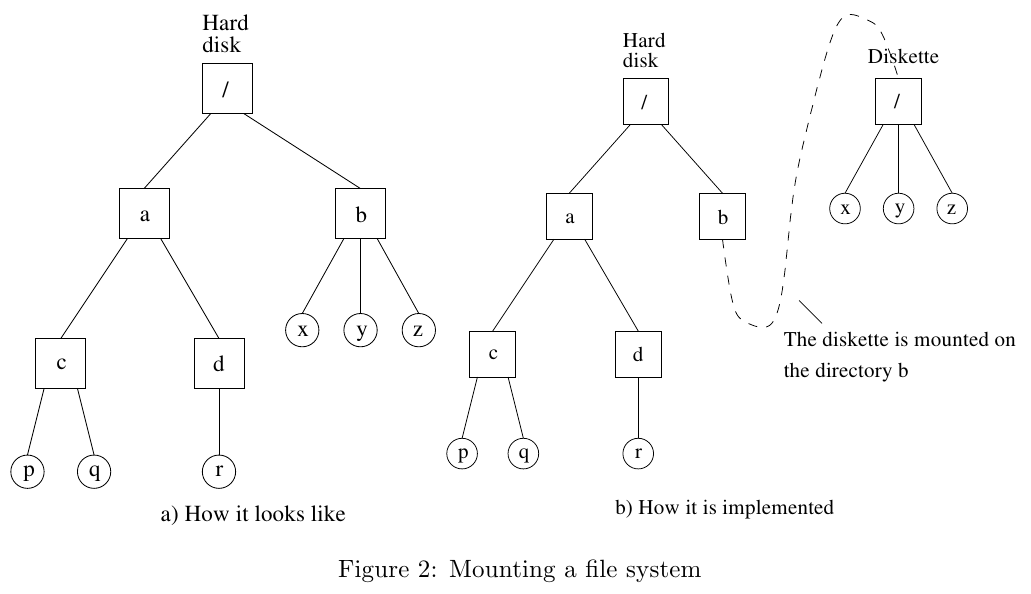 Hard
disk
/
a
b
x
y
z
c
d
p
q
r
a) How it looks like
Hard
disk
/
a
b
c
d
p
q
r
Diskette
/
x
y
z
The diskette is mounted on
the directory b
b) How it is implemented
Figure 2: Mounting a file system